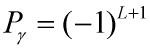 P_γ = (−1)^{L+1}